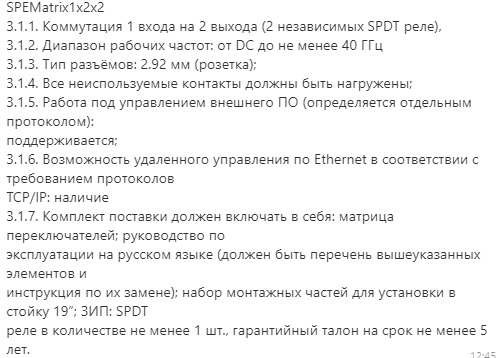 SPEMatrix1x2x2
3.1.1. Коммутация 1 входа на 2 выхода (2 независимых SPDT реле),
3.1.2. Диапазон рабочих частот: от DC до не менее 40 ГГц
3.1.3. Тип разъёмов: 2.92 мм (розетка);
3.1.4. Все неиспользуемые контакты должны быть нагружены;
3.1.5. Работа под управлением внешнего ПО (определяется отдельным
протоколом):
поддерживается;
3.1.6. Возможность удаленного управления по Ethernet в соответствии с
требованием протоколов
TCP/IP: наличие
3.1.7. Комплект поставки должен включать в себя: матрица
переключателей; руководство по
эксплуатации на русском языке (должен быть перечень вышеуказанных
элементов и
инструкция по их замене); набор монтажных частей для установки в
стойку 19”; ЗИП: SPDT
реле в количестве не менее 1 шт., гарантийный талон на срок не менее 5
лет.
12:45